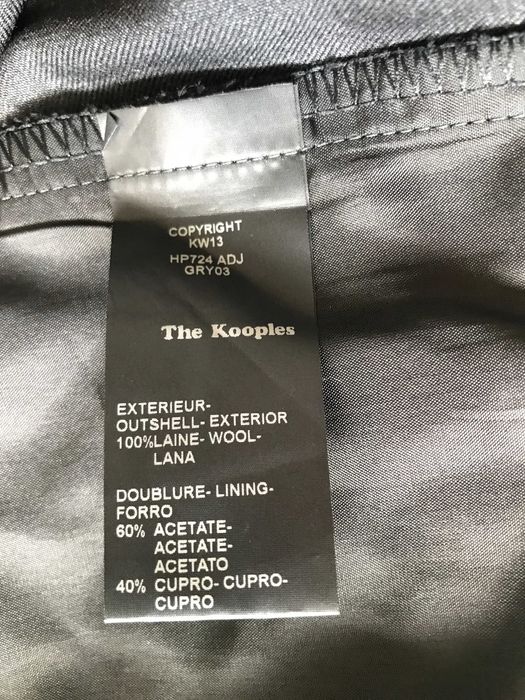 COPYRIGHT
KW13
HP724 ADJ
GRY03
The Kooples
EXTERIEUR-
OUTSHELL- EXTERIOR
100%LAINE- WOOL-
LANA
DOUBLURE- LINING-
FORRO
60% ACETATE-
ACETATE-
ACETATO
40% CUPRO- CUPRO-
CUPRO